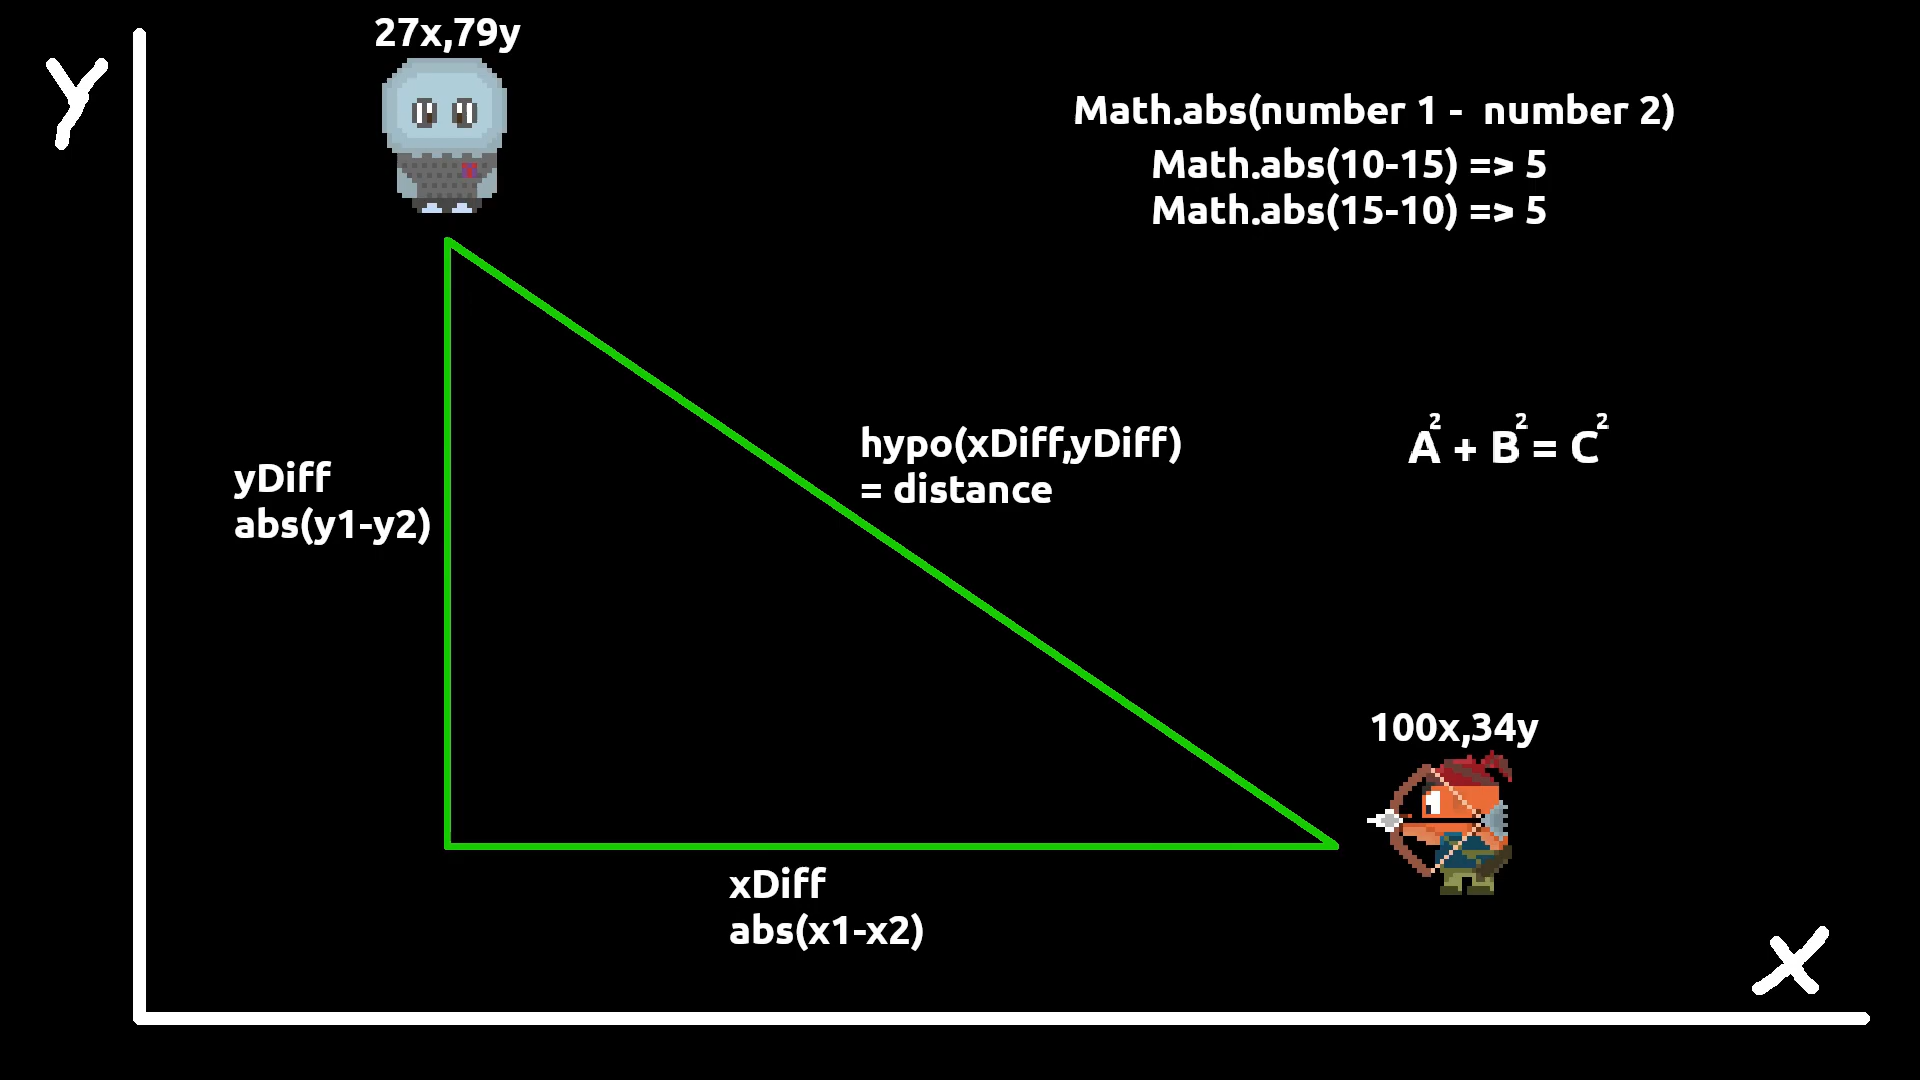 Y
27x,79y
Math.abs(number 1 - number 2)
Math.abs(10-15) => 5
Math.abs(15-10) => 5
hypo(xDiff,yDiff)
= distance
A² + B² = C²
yDiff
abs(y1-y2)
100x,34y
xDiff
abs(x1-x2)
X